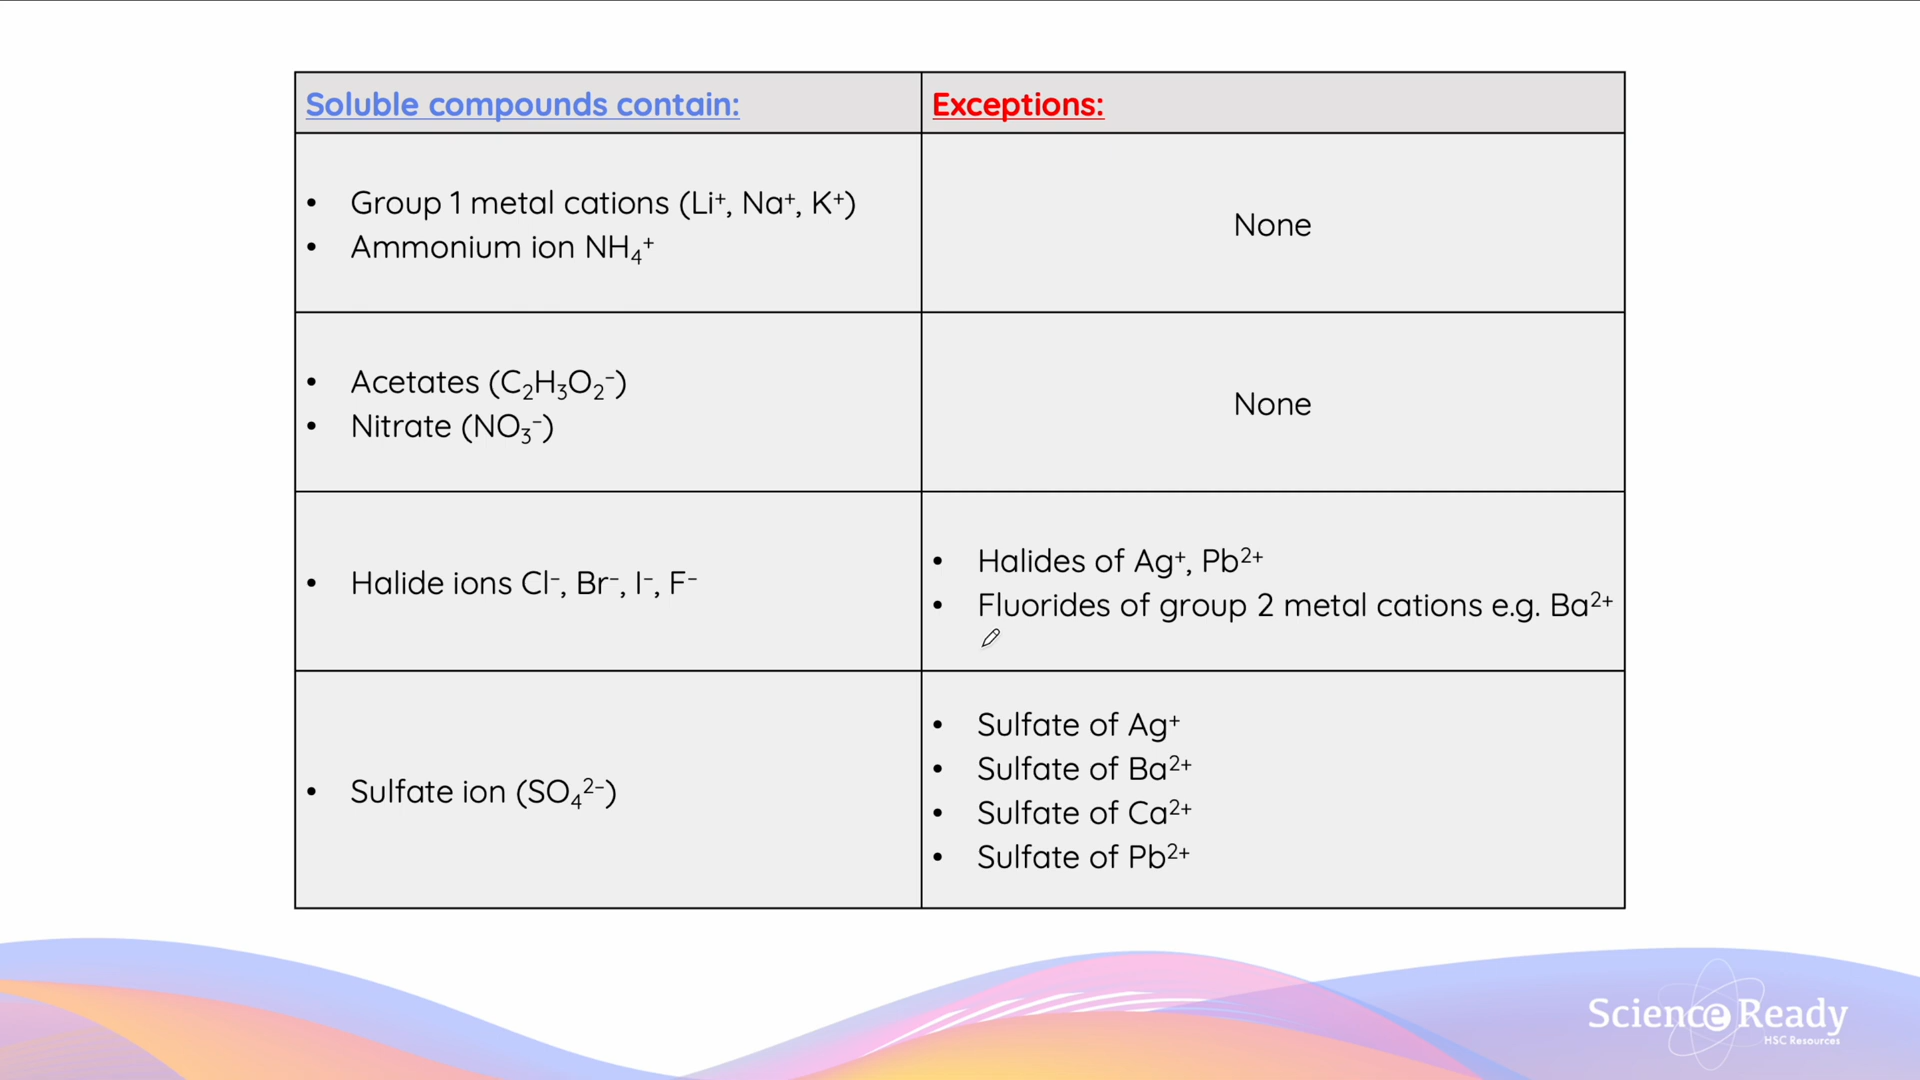 Soluble compounds contain:
Exceptions:
• Group 1 metal cations (Li⁺, Na⁺, K⁺)
• Ammonium ion NH₄⁺
None
• Acetates (C₂H₃O₂⁻)
• Nitrate (NO₃⁻)
None
• Halide ions Cl⁻, Br⁻, I⁻, F⁻
• Halides of Ag⁺, Pb²⁺
• Fluorides of group 2 metal cations e.g. Ba²⁺
• Sulfate ion (SO₄²⁻)
• Sulfate of Ag⁺
• Sulfate of Ba²⁺
• Sulfate of Ca²⁺
• Sulfate of Pb²⁺
Science Ready
HSC Resources